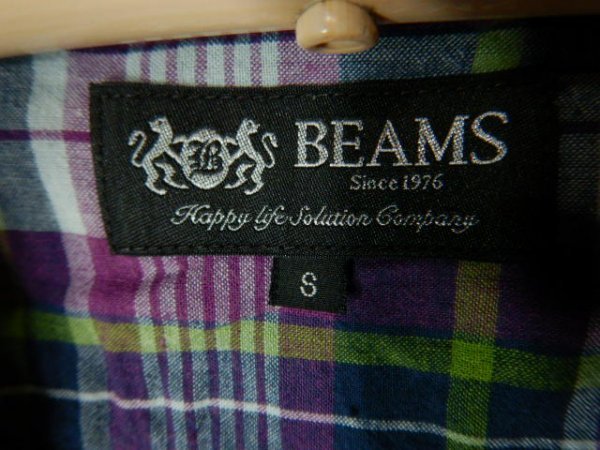 BEAMS
Since 1976
Happy life Solution Company
S